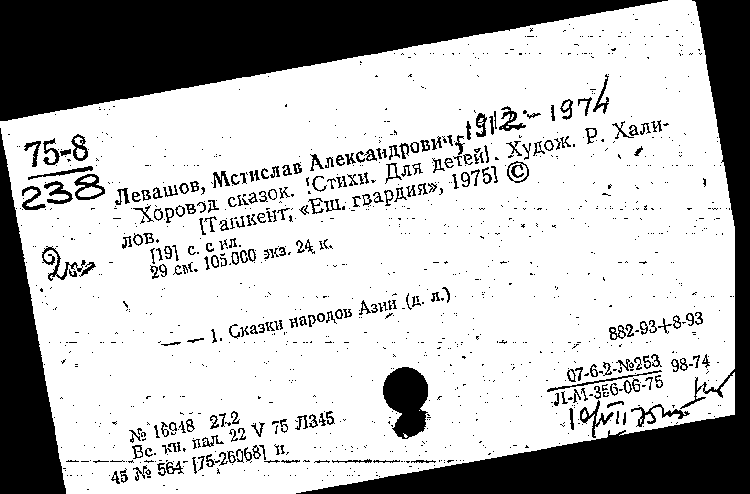 75-8
238
Левашов, Мстислав Александрович, 1912 - 1974
Хоровод сказок. [Стихи. Для детей]. Худож. Р. Хали-
лов. [Ташкент, «Еш. гвардия», 1975] ©
[19] с. с ил.
29 см. 105.000 экз. 24 к.
— — 1. Сказки народов Азии (д. л.)
882-93+8-93
07-6-2-№253
Л-М-356-06-75 98-74
№ 16948 27.2
Вс. кн. пал. 22 V 75 Л345
45 № 564 [75-26068] п.